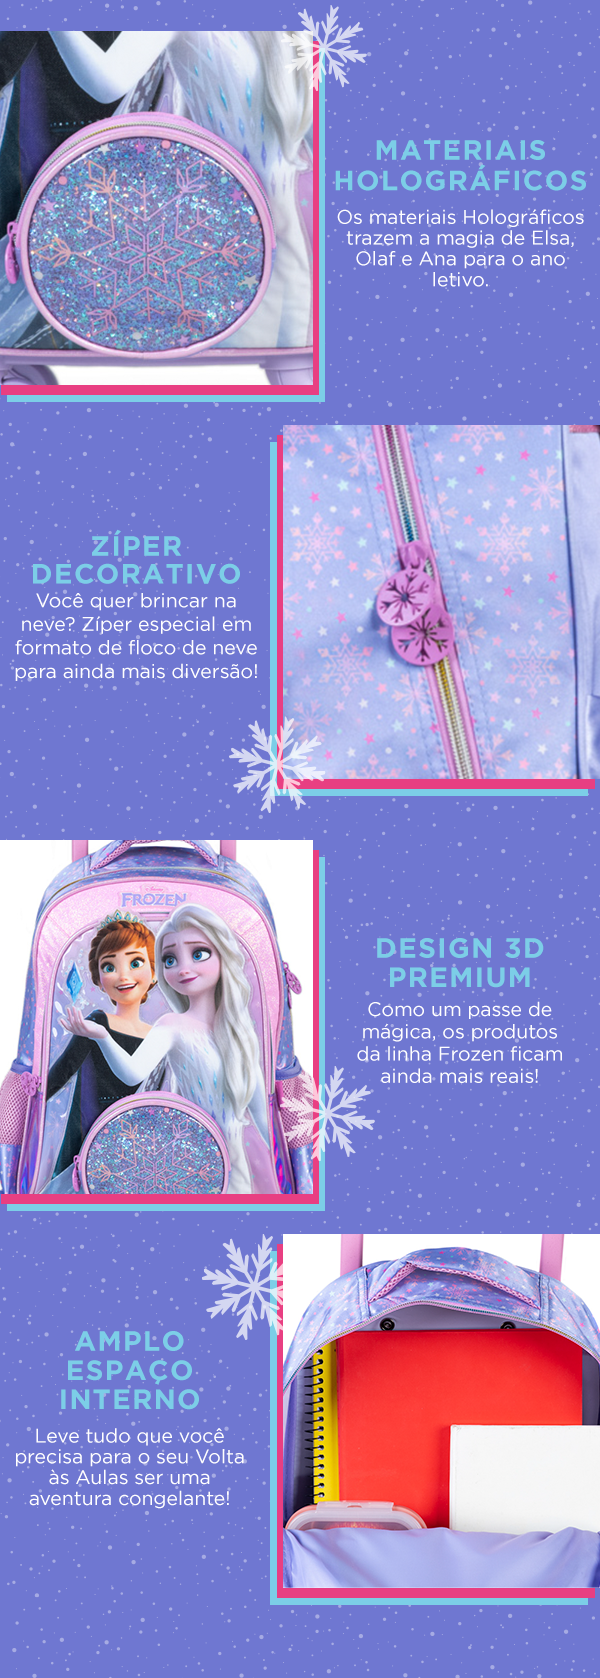 MATERIAIS
HOLOGRÁFICOS
Os materiais Holográficos
trazem a magia de Elsa,
Olaf e Ana para o ano
letivo.
ZÍPER
DECORATIVO
Você quer brincar na
neve? Zíper especial em
formato de floco de neve
para ainda mais diversão!
FROZEN
DESIGN 3D
PREMIUM
Como um passe de
mágica, os produtos
da linha Frozen ficam
ainda mais reais!
AMPLO
ESPAÇO
INTERNO
Leve tudo que você
precisa para o seu Volta
às Aulas ser uma
aventura congelante!